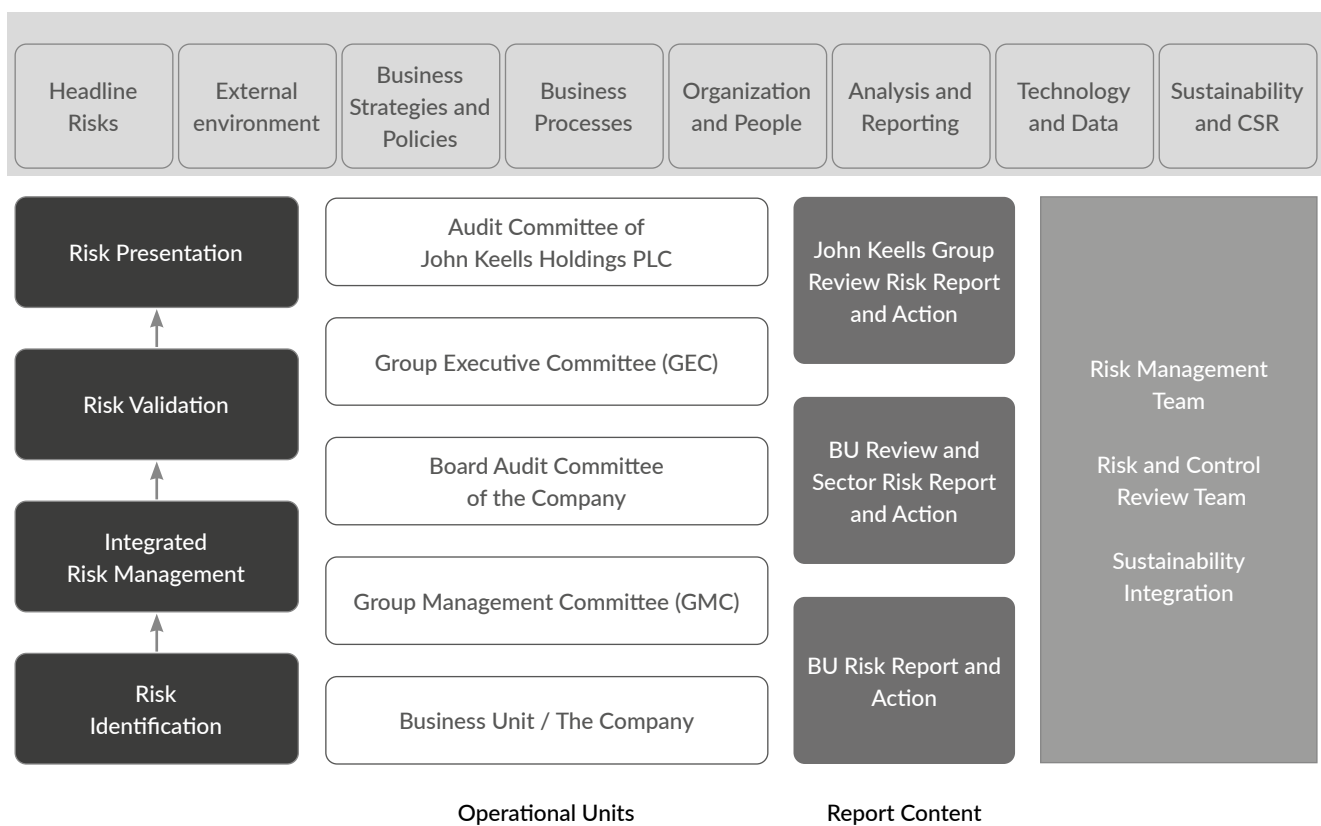 Headline
Risks
External
environment
Business
Strategies and
Policies
Business
Processes
Organization
and People
Analysis and
Reporting
Technology
and Data
Sustainability
and CSR
Risk Presentation
Risk Validation
Integrated
Risk Management
Risk
Identification
Audit Committee of
John Keells Holdings PLC
Group Executive Committee (GEC)
Board Audit Committee
of the Company
Group Management Committee (GMC)
Business Unit / The Company
Operational Units
John Keells Group
Review Risk Report
and Action
BU Review and
Sector Risk Report
and Action
BU Risk Report and
Action
Report Content
Risk Management
Team
Risk and Control
Review Team
Sustainability
Integration